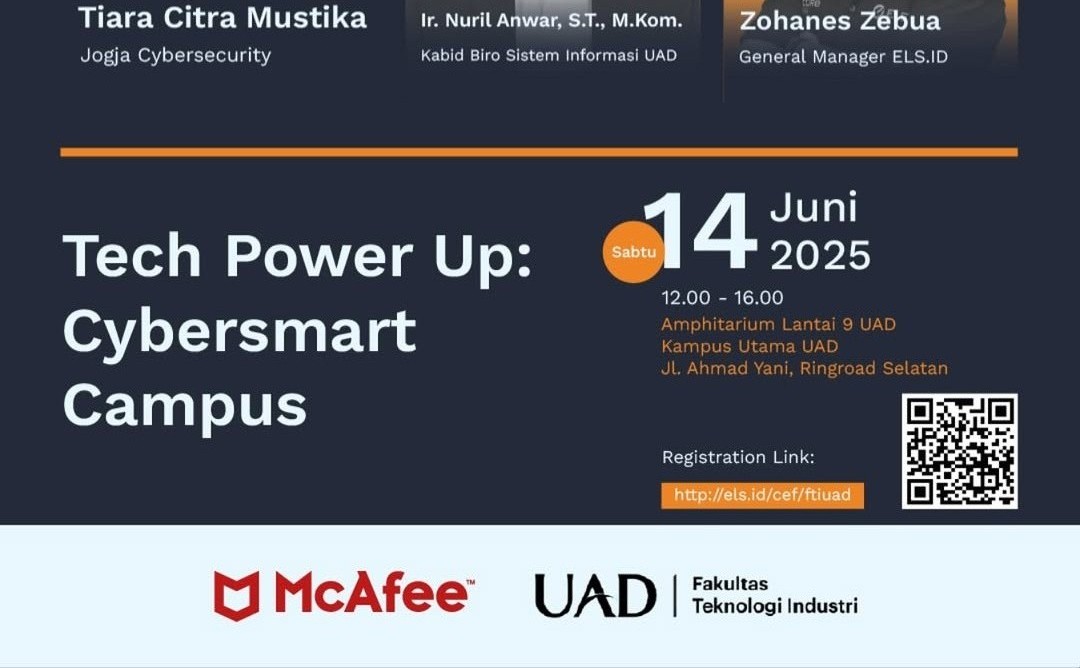 Tiara Citra Mustika
Jogja Cybersecurity
Ir. Nuril Anwar, S.T., M.Kom.
Kabid Biro Sistem Informasi UAD
Zohanes Zebua
General Manager ELS.ID
Tech Power Up:
Cybersmart
Campus
Sabtu
14
Juni
2025
12.00 - 16.00
Amphitarium Lantai 9 UAD
Kampus Utama UAD
Jl. Ahmad Yani, Ringroad Selatan
Registration Link:
http://els.id/cef/ftiuad
McAfee™
UAD
Fakultas
Teknologi Industri